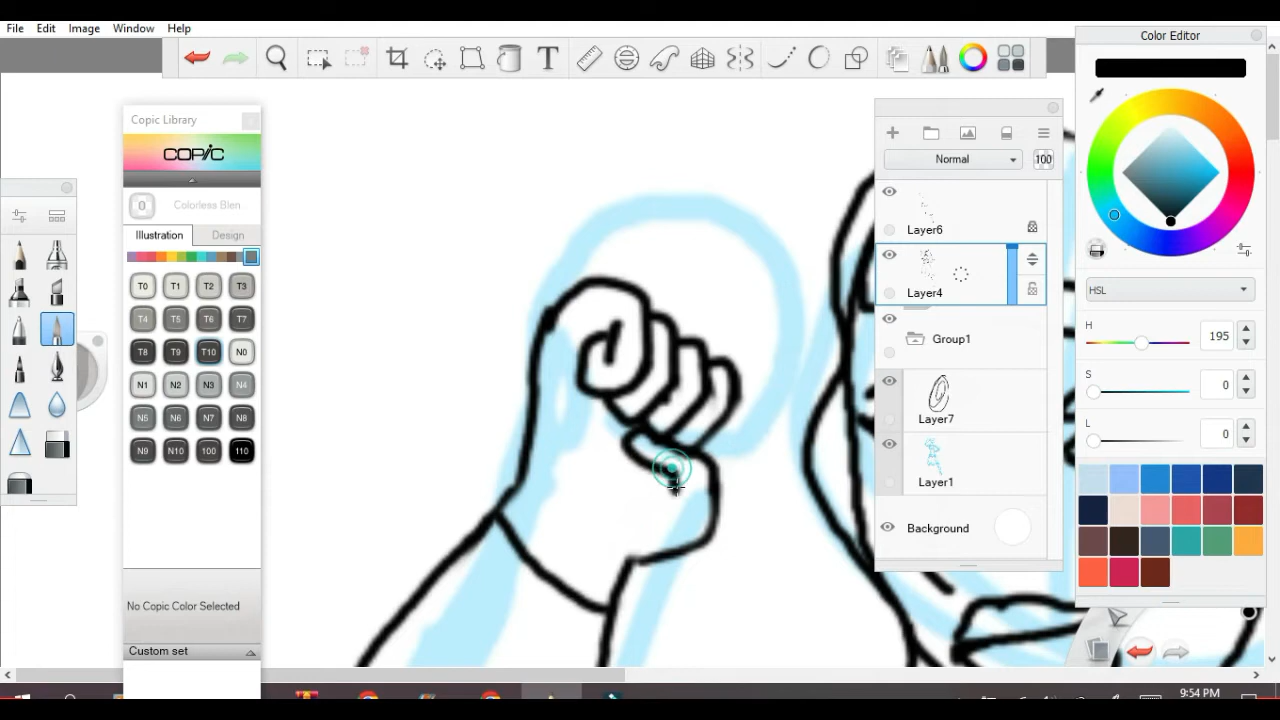 File Edit Image Window Help
Color Editor
Copic Library
COPIC
0 Colorless Blen
Illustration Design
T0 T1 T2 T3
T4 T5 T6 T7
T8 T9 T10 N0
N1 N2 N3 N4
N5 N6 N7 N8
N9 N10 100 110
No Copic Color Selected
Custom set
Normal 100
Layer6
Layer4
Group1
Layer7
Layer1
Background
HSL
H 195
S 0
L 0
9:54 PM